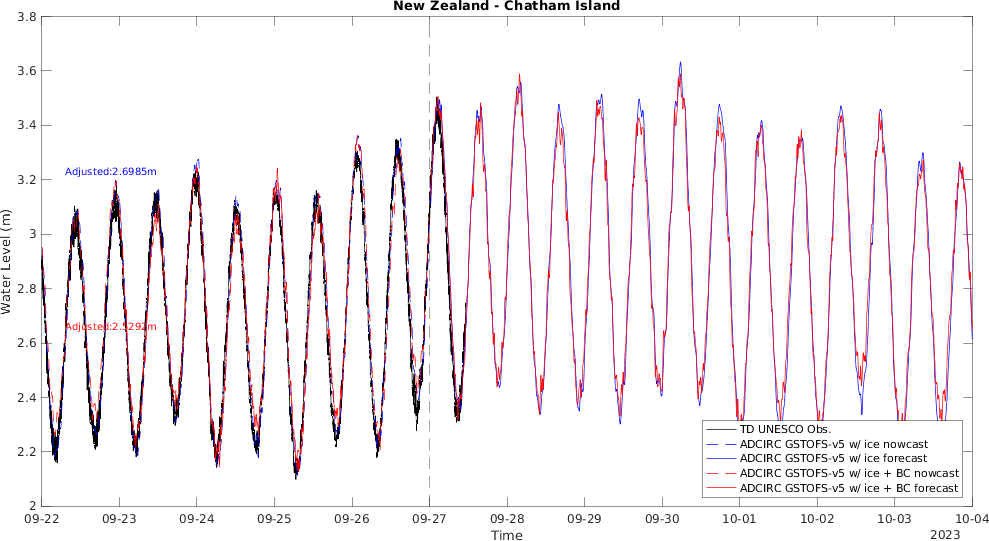 New Zealand - Chatham Island
3.8
3.6
3.4
3.2
3
2.8
2.6
2.4
2.2
2
Water Level (m)
Adjusted:2.6985m
Adjusted:2.5292m
TD UNESCO Obs.
ADCIRC GSTOFS-v5 w/ ice nowcast
ADCIRC GSTOFS-v5 w/ ice forecast
ADCIRC GSTOFS-v5 w/ ice + BC nowcast
ADCIRC GSTOFS-v5 w/ ice + BC forecast
09-22 09-23 09-24 09-25 09-26 09-27 09-28 09-29 09-30 10-01 10-02 10-03 10-04
Time
2023